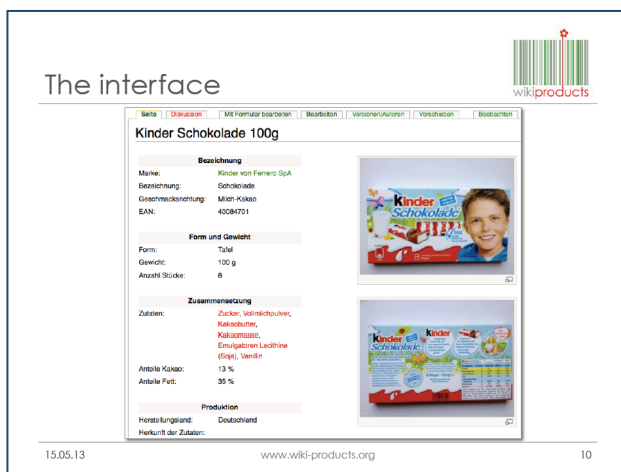 The interface
wikiproducts
Seite Diskussion Mit Formular bearbeiten Bearbeiten Versionen/Autoren Verschieben Beobachten
Kinder Schokolade 100g
Bezeichnung
Marke: Kinder von Ferrero SpA
Bezeichnung: Schokolade
Geschmacksrichtung: Milch-Kakao
EAN: 40084701
Form und Gewicht
Form: Tafel
Gewicht: 100 g
Anzahl Stücke: 8
Zusammensetzung
Zutaten: Zucker, Vollmilchpulver,
Kakaobutter,
Kakaomasse,
Emulgatoren Lecithine
(Soja), Vanillin
Anteile Kakao: 13 %
Anteile Fett: 35 %
Produktion
Herstellungsland: Deutschland
Herkunft der Zutaten:
Kinder
Schokolade
Kinder
Schokolade
Kinder
15.05.13 www.wiki-products.org 10